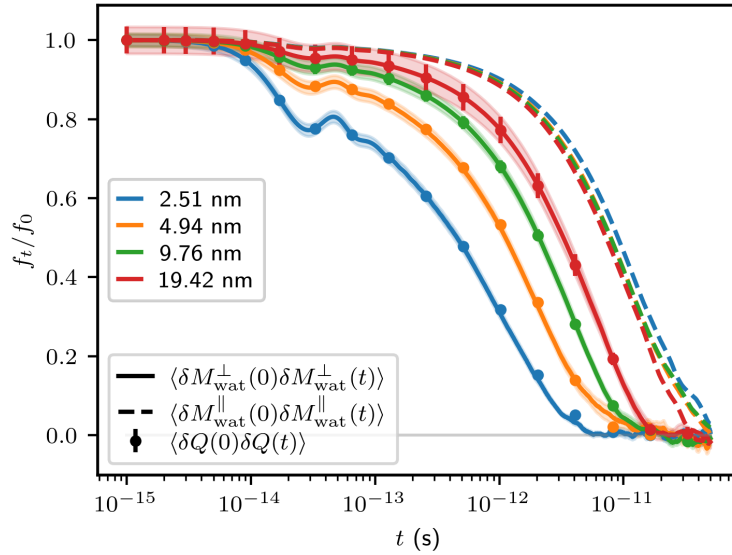 f_t/f_0
1.0
0.8
0.6
0.4
0.2
0.0
2.51 nm
4.94 nm
9.76 nm
19.42 nm
⟨δM^⊥_wat(0)δM^⊥_wat(t)⟩
⟨δM^∥_wat(0)δM^∥_wat(t)⟩
⟨δQ(0)δQ(t)⟩
10^−15 10^−14 10^−13 10^−12 10^−11
t (s)